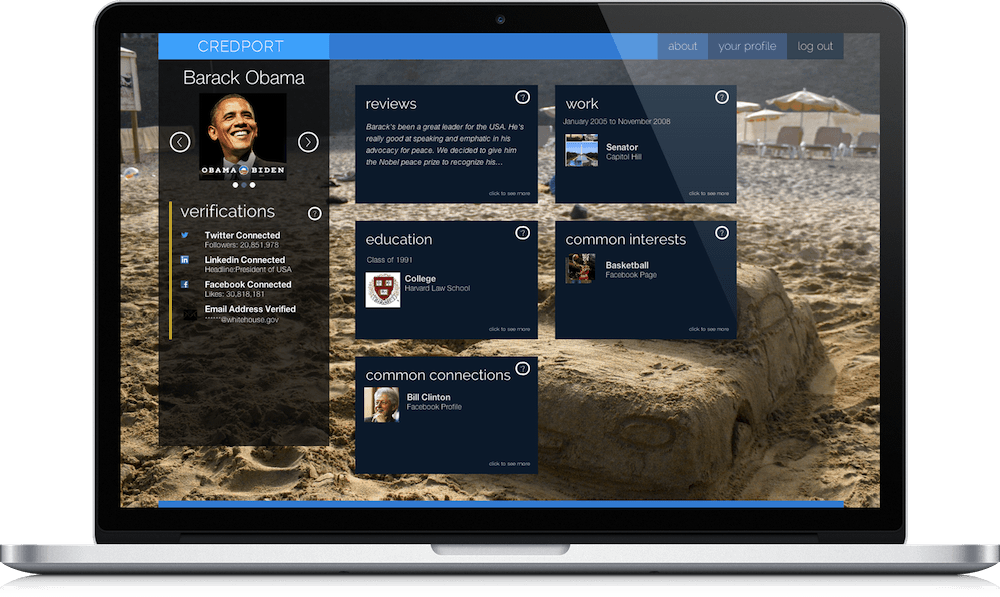 CREDPORT
about
your profile
log out
Barack Obama
OBAMA BIDEN
verifications
?
Twitter Connected
Followers: 20,851,978
Linkedin Connected
Headline:President of USA
Facebook Connected
Likes: 30,818,181
Email Address Verified
******@whitehouse.gov
reviews
?
Barack's been a great leader for the USA. He's
really good at speaking and emphatic in his
advocacy for peace. We decided to give him
the Nobel peace prize to recognize his...
click to see more
work
?
January 2005 to November 2008
Senator
Capitol Hill
click to see more
education
?
Class of 1991
College
Harvard Law School
click to see more
common interests
?
Basketball
Facebook Page
click to see more
common connections
?
Bill Clinton
Facebook Profile
click to see more